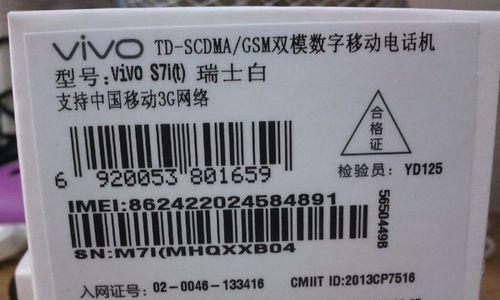 vivo TD-SCDMA/GSM双模数字移动电话机
型号:vivo S7i(t) 瑞士白
支持中国移动3G网络
合格证
6 920053 801659
检验员: YD125
IMEI:862422024584891
56504498
SN:M7I(MHQXXB04
入网证号: 02-0046-133416 CMIIT ID:2013CP7516